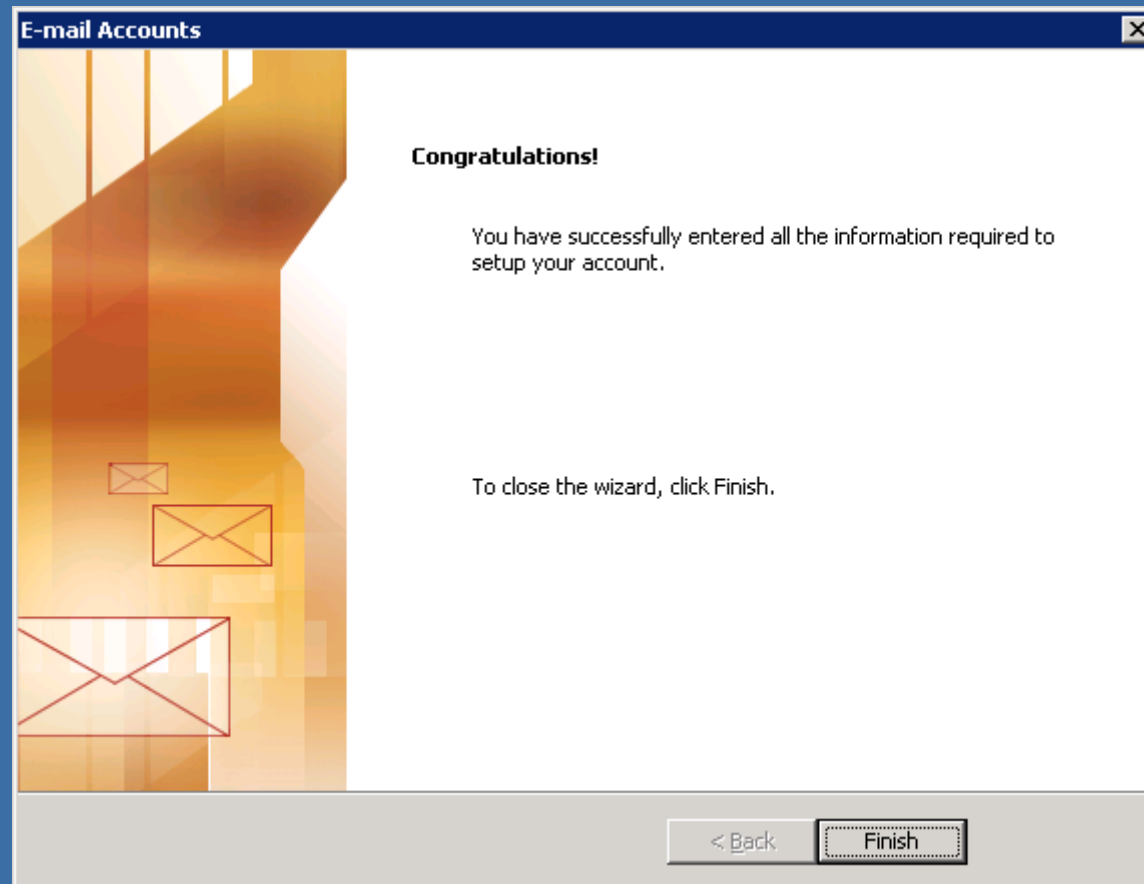 E-mail Accounts
Congratulations!
You have successfully entered all the information required to
setup your account.
To close the wizard, click Finish.
< Back
Finish